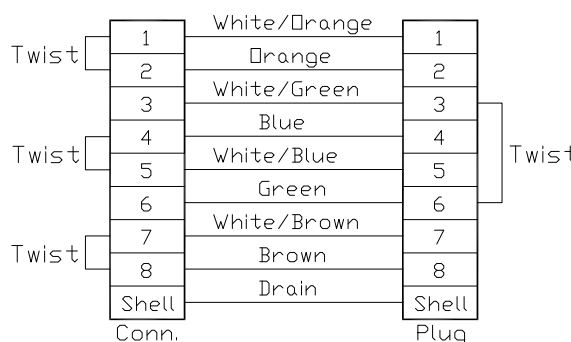 White/Orange
1 1
Twist
Orange
2 2
White/Green
3 3
Blue
4 4
Twist Twist
White/Blue
5 5
Green
6 6
White/Brown
7 7
Twist
Brown
8 8
Drain
Shell Shell
Conn. Plug